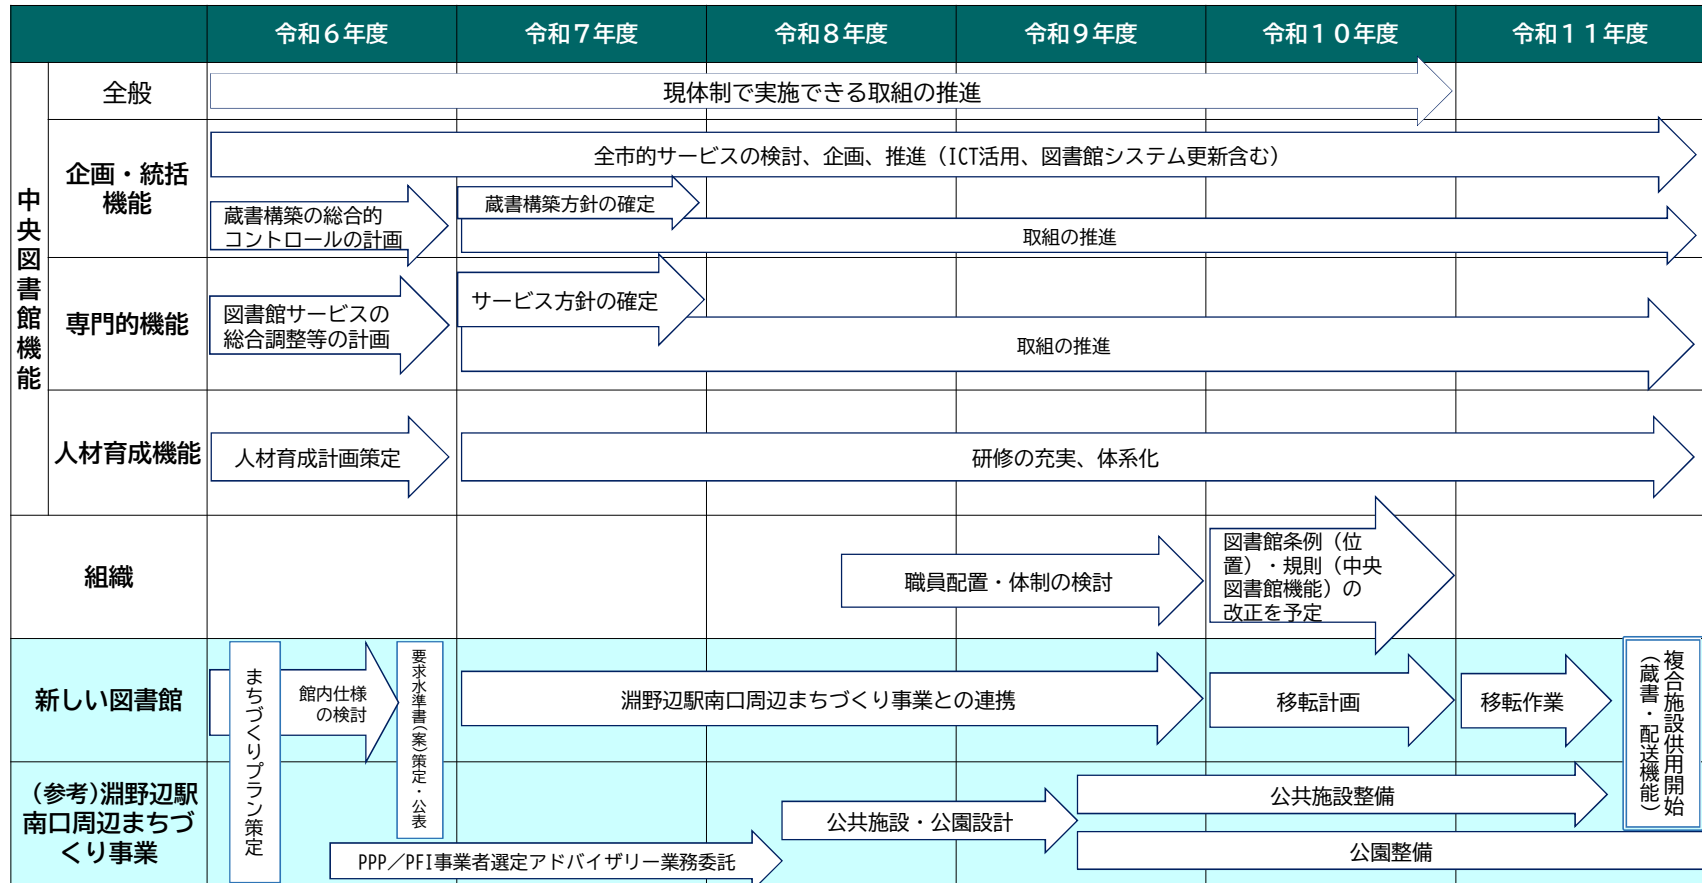 令和６年度
令和７年度
令和８年度
令和９年度
令和１０年度
令和１１年度
中央図書館機能
全般
現体制で実施できる取組の推進
企画・統括
機能
全市的サービスの検討、企画、推進（ICT活用、図書館システム更新含む）
蔵書構築の総合的
コントロールの計画
蔵書構築方針の確定
取組の推進
専門的機能
図書館サービスの
総合調整等の計画
サービス方針の確定
取組の推進
人材育成機能
人材育成計画策定
研修の充実、体系化
組織
職員配置・体制の検討
図書館条例（位
置）・規則（中央
図書館機能）の
改正を予定
新しい図書館
まちづくりプラン策定
館内仕様
の検討
要求水準書(案)策定・公表
淵野辺駅南口周辺まちづくり事業との連携
移転計画
移転作業
複合施設供用開始
（蔵書・配送機能）
（参考）淵野辺駅
南口周辺まちづ
くり事業
PPP／PFI事業者選定アドバイザリー業務委託
公共施設・公園設計
公共施設整備
公園整備